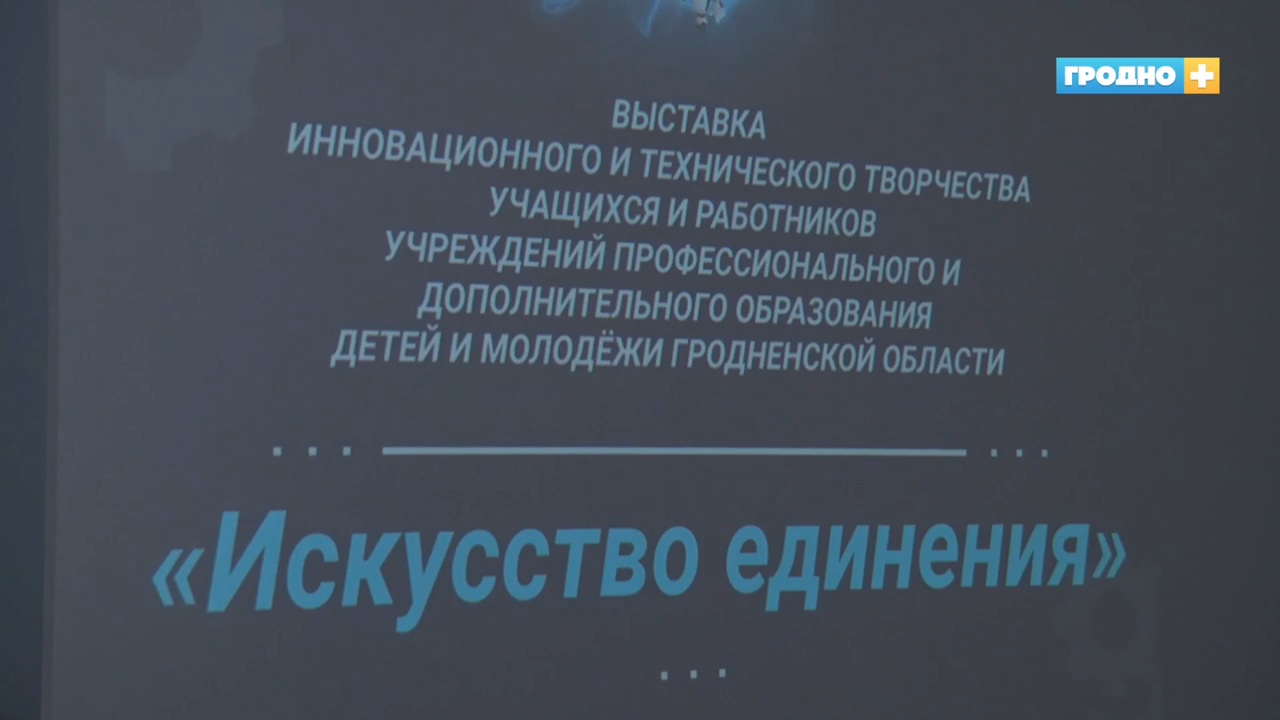 ГРОДНО +
ВЫСТАВКА
ИННОВАЦИОННОГО И ТЕХНИЧЕСКОГО ТВОРЧЕСТВА
УЧАЩИХСЯ И РАБОТНИКОВ
УЧРЕЖДЕНИЙ ПРОФЕССИОНАЛЬНОГО И
ДОПОЛНИТЕЛЬНОГО ОБРАЗОВАНИЯ
ДЕТЕЙ И МОЛОДЁЖИ ГРОДНЕНСКОЙ ОБЛАСТИ
«Искусство единения»